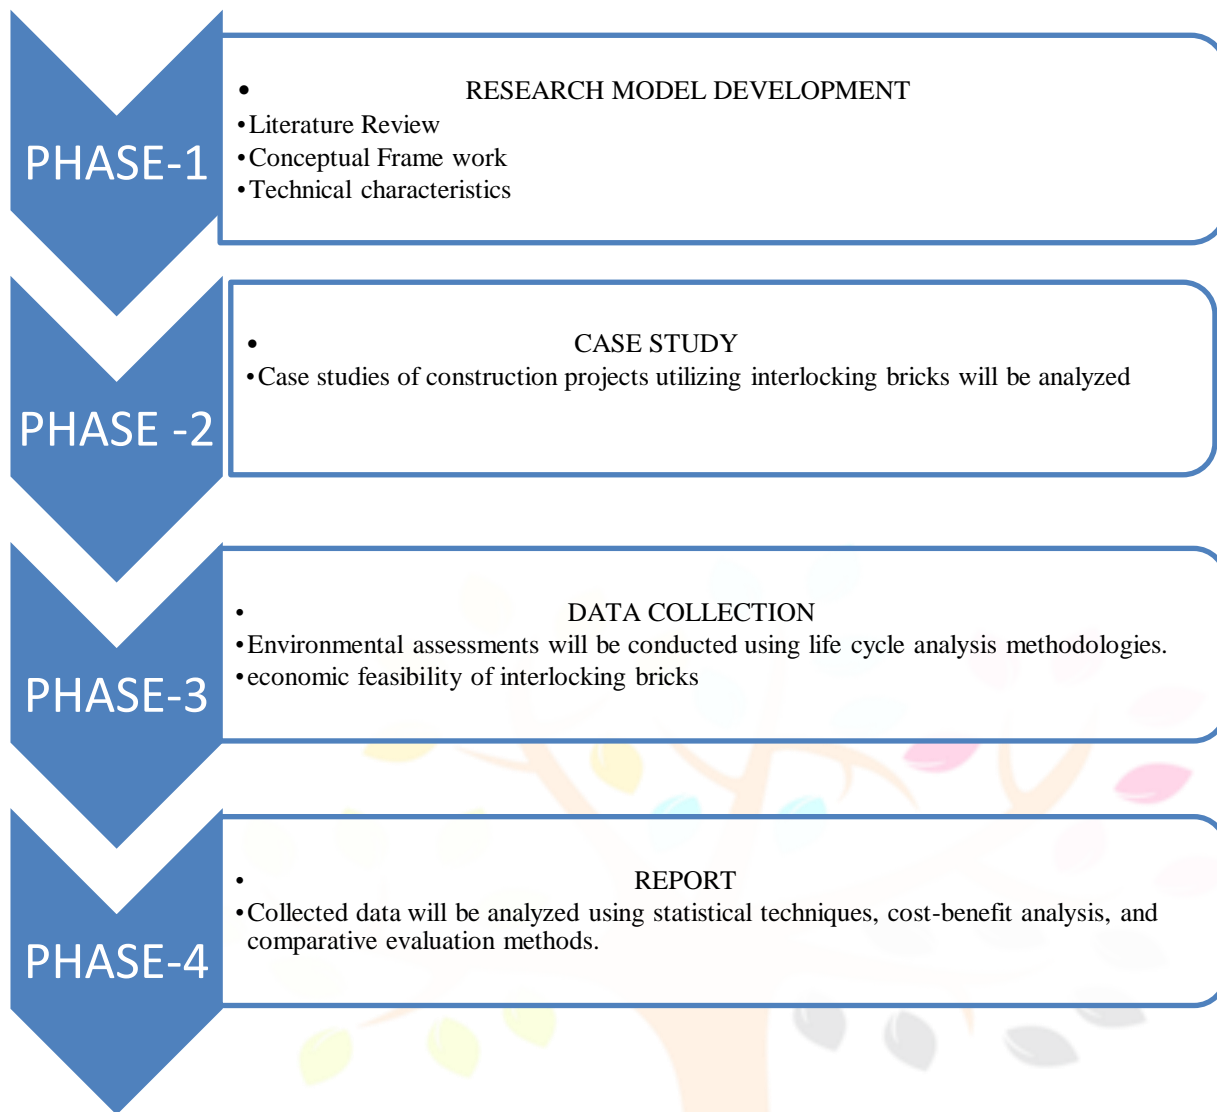 PHASE-1
• RESEARCH MODEL DEVELOPMENT
•Literature Review
•Conceptual Frame work
•Technical characteristics
PHASE -2
• CASE STUDY
•Case studies of construction projects utilizing interlocking bricks will be analyzed
PHASE-3
• DATA COLLECTION
•Environmental assessments will be conducted using life cycle analysis methodologies.
•economic feasibility of interlocking bricks
PHASE-4
• REPORT
•Collected data will be analyzed using statistical techniques, cost-benefit analysis, and
comparative evaluation methods.